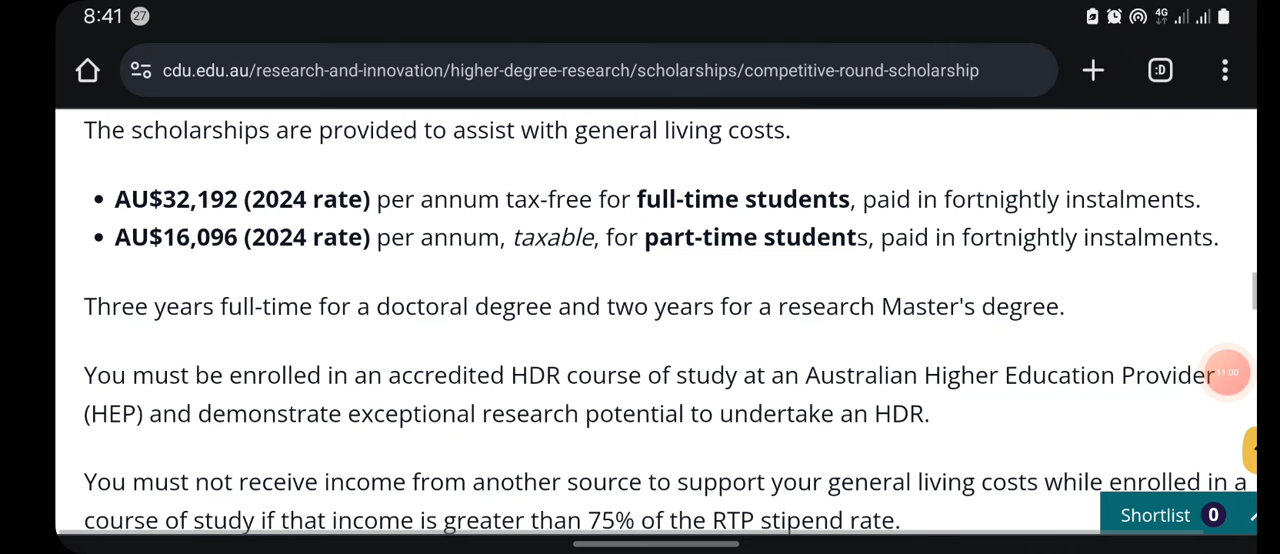 8:41 27
4G
cdu.edu.au/research-and-innovation/higher-degree-research/scholarships/competitive-round-scholarship
:D
The scholarships are provided to assist with general living costs.
• AU$32,192 (2024 rate) per annum tax-free for full-time students, paid in fortnightly instalments.
• AU$16,096 (2024 rate) per annum, taxable, for part-time students, paid in fortnightly instalments.
Three years full-time for a doctoral degree and two years for a research Master's degree.
You must be enrolled in an accredited HDR course of study at an Australian Higher Education Provider
11:00
(HEP) and demonstrate exceptional research potential to undertake an HDR.
You must not receive income from another source to support your general living costs while enrolled in a
course of study if that income is greater than 75% of the RTP stipend rate.
Shortlist 0